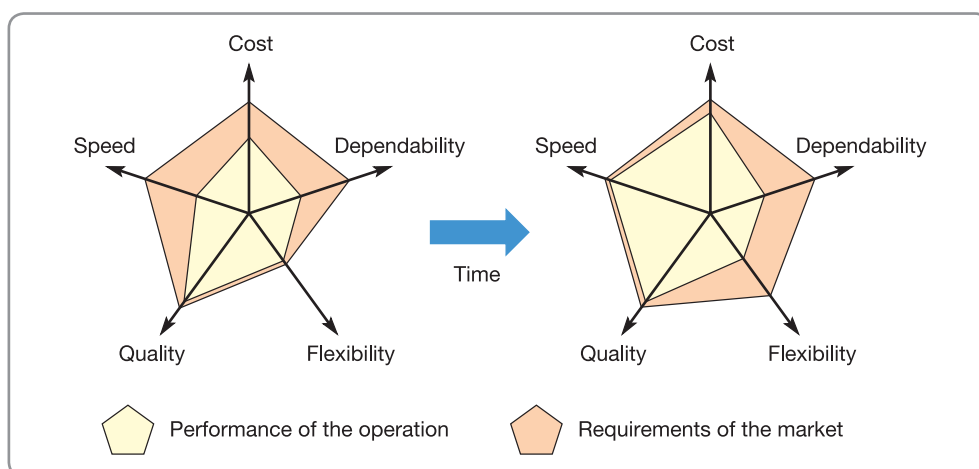 Cost
Cost
Speed
Dependability
Speed
Dependability
Time
Quality
Flexibility
Quality
Flexibility
Performance of the operation
Requirements of the market